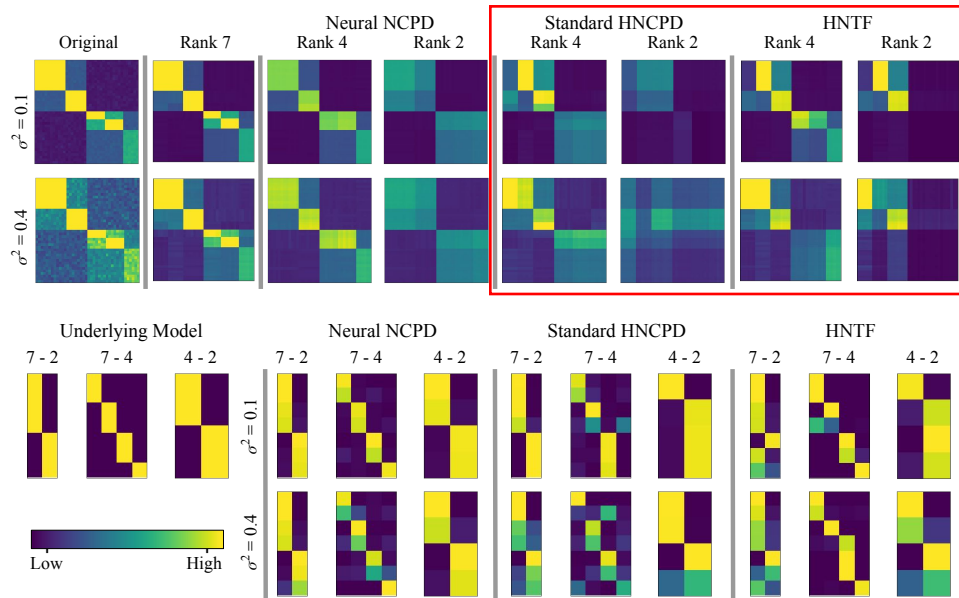 Neural NCPD Standard HNCPD HNTF
Original Rank 7 Rank 4 Rank 2 Rank 4 Rank 2 Rank 4 Rank 2
σ² = 0.1
σ² = 0.4
Underlying Model Neural NCPD Standard HNCPD HNTF
7 - 2 7 - 4 4 - 2 7 - 2 7 - 4 4 - 2 7 - 2 7 - 4 4 - 2 7 - 2 7 - 4 4 - 2
σ² = 0.1
σ² = 0.4
Low High